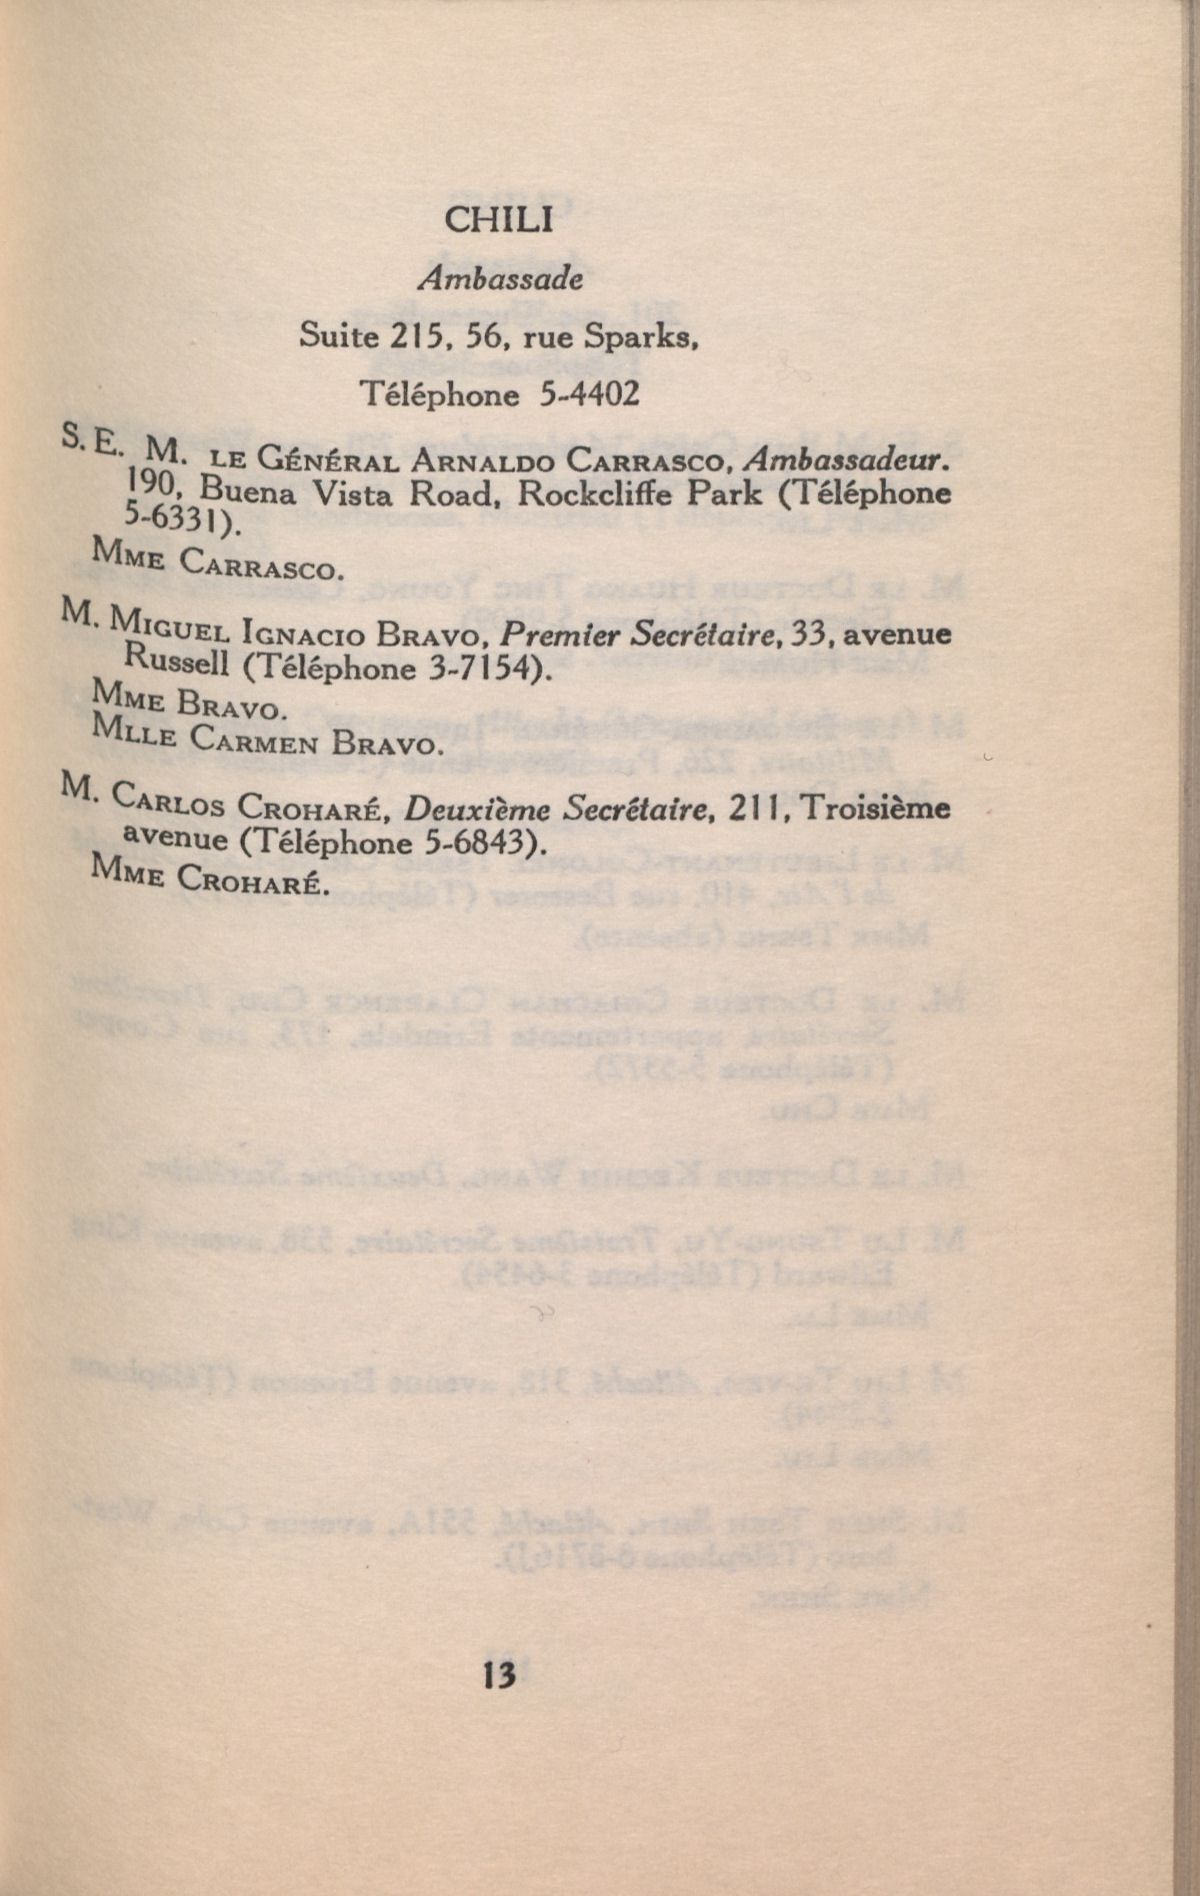 CHILI
Ambassade
Suite 215, 56, rue Sparks,
Téléphone 5-4402
S. E. M. LE GÉNÉRAL ARNALDO CARRASCO, Ambassadeur.
190, Buena Vista Road, Rockcliffe Park (Téléphone
5-6331).
MME CARRASCO.
M. MIGUEL IGNACIO BRAVO, Premier Secrétaire, 33, avenue
Russell (Téléphone 3-7154).
MME BRAVO.
MLLE CARMEN BRAVO.
M. CARLOS CROHARÉ, Deuxième Secrétaire, 211, Troisième
avenue (Téléphone 5-6843).
MME CROHARÉ.
13